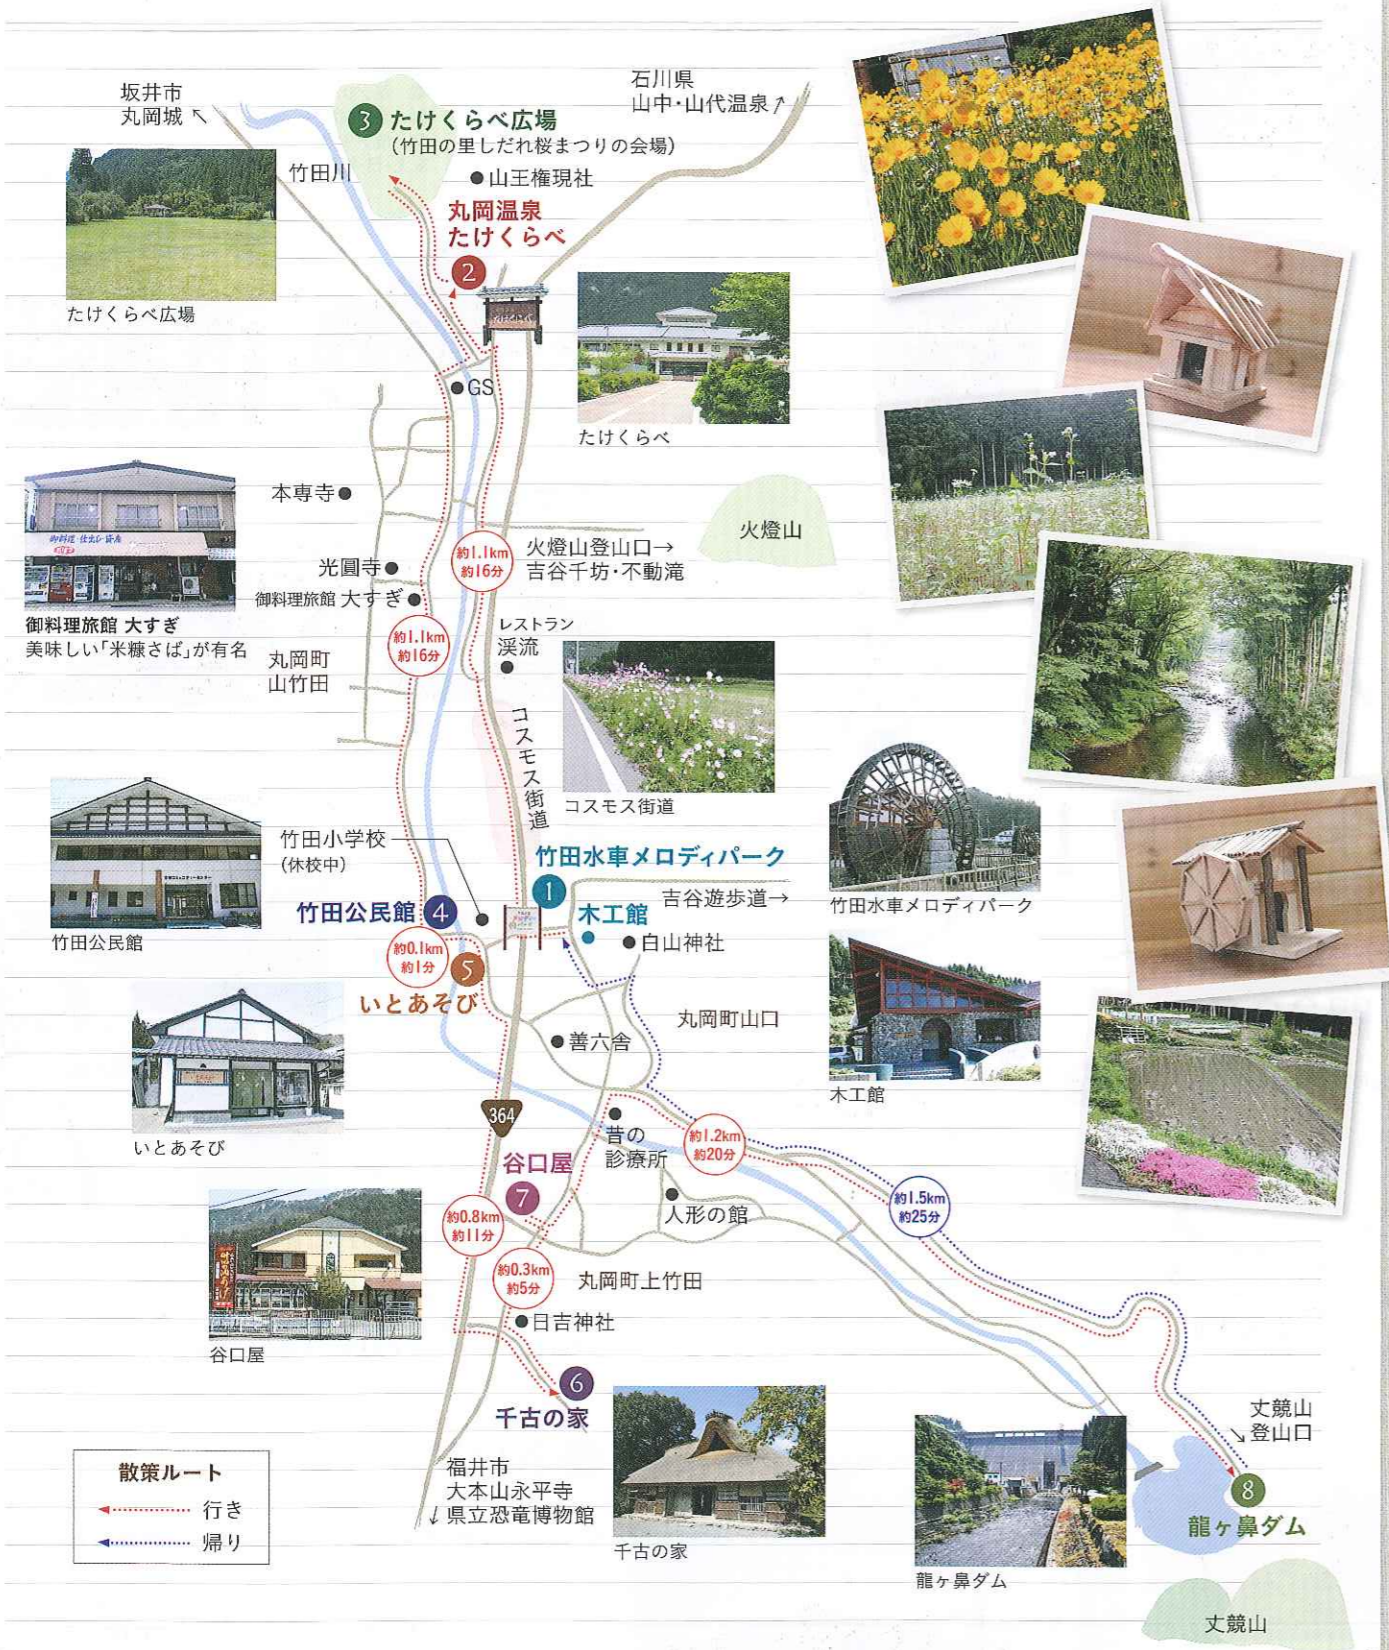 坂井市
丸岡城
石川県
山中・山代温泉
3 たけくらべ広場
(竹田の里しだれ桜まつりの会場)
竹田川
山王権現社
丸岡温泉
たけくらべ
2
たけくらべ
たけくらべ広場
GS
たけくらべ
本専寺
火燈山
約1.1km
約16分
火燈山登山口→
吉谷千坊・不動滝
光圓寺
御料理旅館 大すぎ
御料理・仕出し・昼席
御料理旅館 大すぎ
美味しい「米糠さば」が有名
約1.1km
約16分
レストラン
渓流
丸岡町
山竹田
コスモス街道
コスモス街道
竹田小学校
(休校中)
竹田水車メロディパーク
1
吉谷遊歩道→
竹田水車メロディパーク
竹田公民館 4
木工館
白山神社
竹田公民館
約0.1km
約1分
5
いとあそび
丸岡町山口
善六舎
木工館
364
いとあそび
昔の
診療所
約1.2km
約20分
谷口屋
7
人形の館
約1.5km
約25分
約0.8km
約11分
約0.3km
約5分
丸岡町上竹田
日吉神社
谷口屋
6
千古の家
丈競山
登山口
散策ルート
行き
帰り
福井市
大本山永平寺
県立恐竜博物館
千古の家
8
龍ヶ鼻ダム
龍ヶ鼻ダム
丈競山